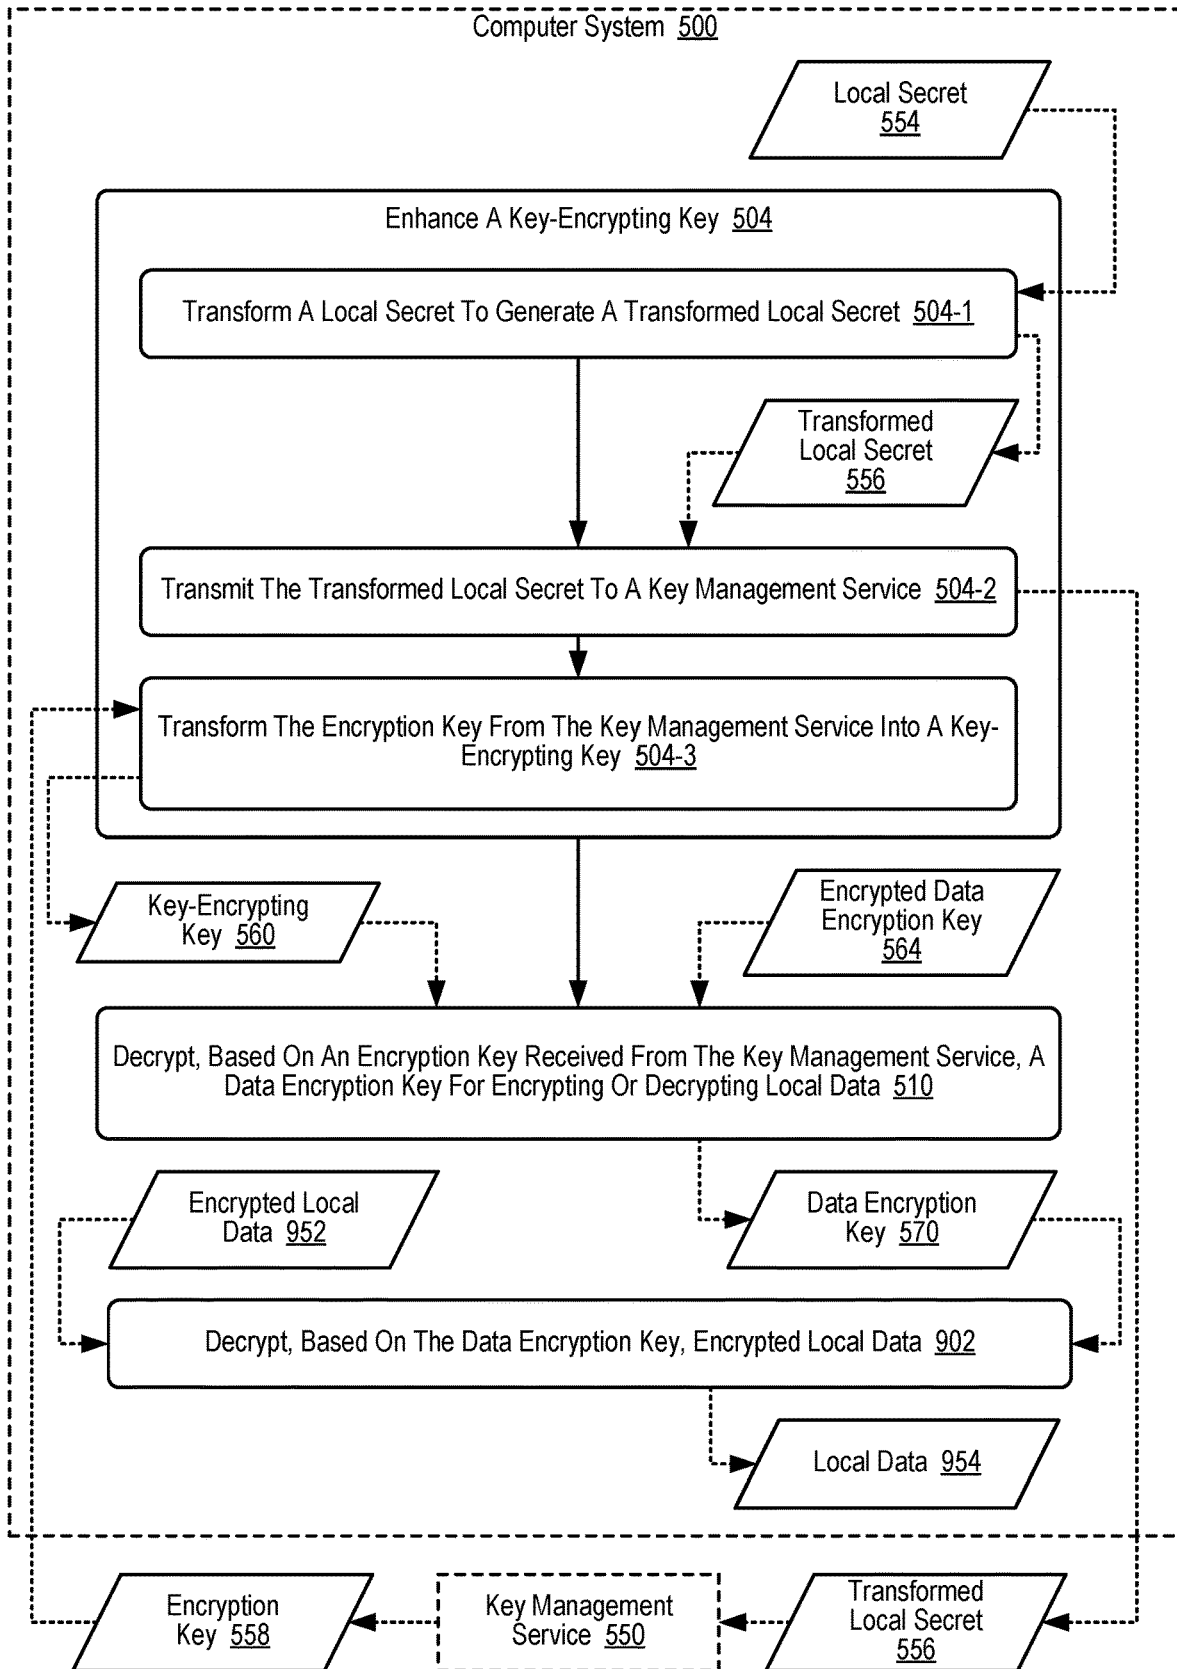 Computer System 500
Local Secret
554
Enhance A Key-Encrypting Key 504
Transform A Local Secret To Generate A Transformed Local Secret 504-1
Transformed
Local Secret
556
Transmit The Transformed Local Secret To A Key Management Service 504-2
Transform The Encryption Key From The Key Management Service Into A Key-
Encrypting Key 504-3
Key-Encrypting
Key 560
Encrypted Data
Encryption Key
564
Decrypt, Based On An Encryption Key Received From The Key Management Service, A
Data Encryption Key For Encrypting Or Decrypting Local Data 510
Encrypted Local
Data 952
Data Encryption
Key 570
Decrypt, Based On The Data Encryption Key, Encrypted Local Data 902
Local Data 954
Encryption
Key 558
Key Management
Service 550
Transformed
Local Secret
556